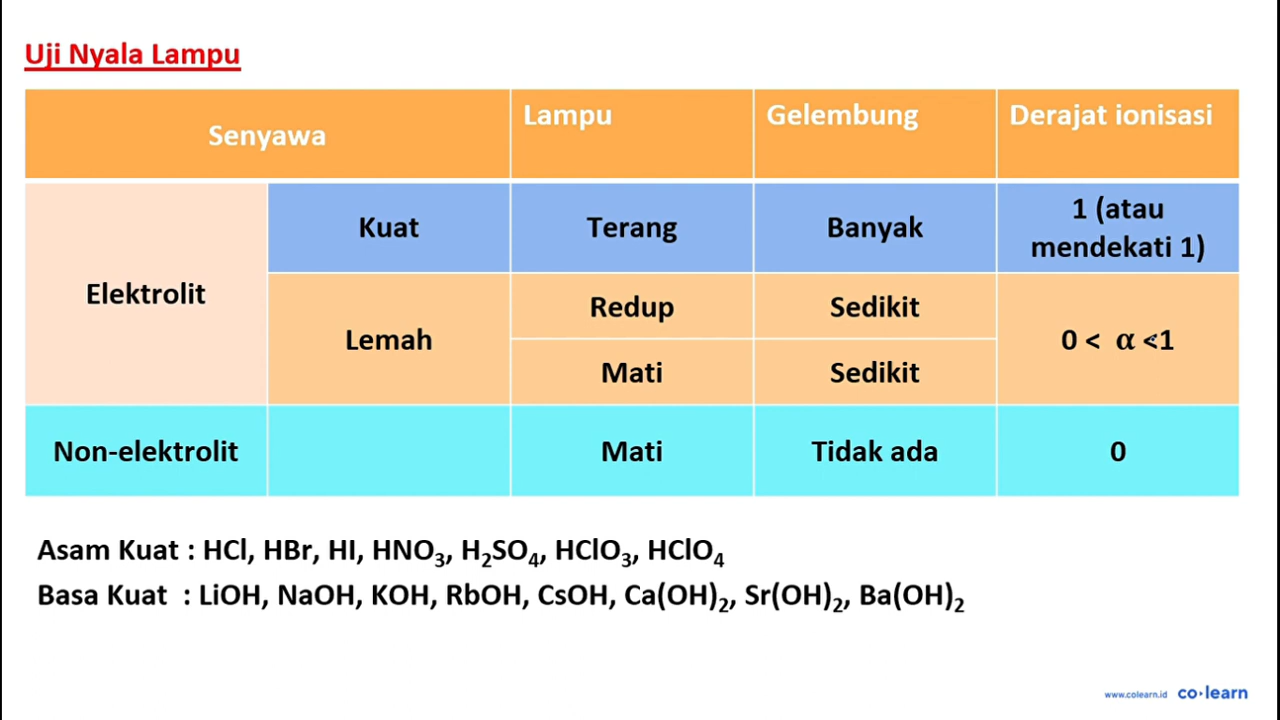 Uji Nyala Lampu
Senyawa Lampu Gelembung Derajat ionisasi
Elektrolit Kuat Terang Banyak 1 (atau mendekati 1)
Lemah Redup Sedikit 0 < α <1
Mati Sedikit
Non-elektrolit Mati Tidak ada 0
Asam Kuat : HCl, HBr, HI, HNO₃, H₂SO₄, HClO₃, HClO₄
Basa Kuat : LiOH, NaOH, KOH, RbOH, CsOH, Ca(OH)₂, Sr(OH)₂, Ba(OH)₂
www.colearn.id co·learn